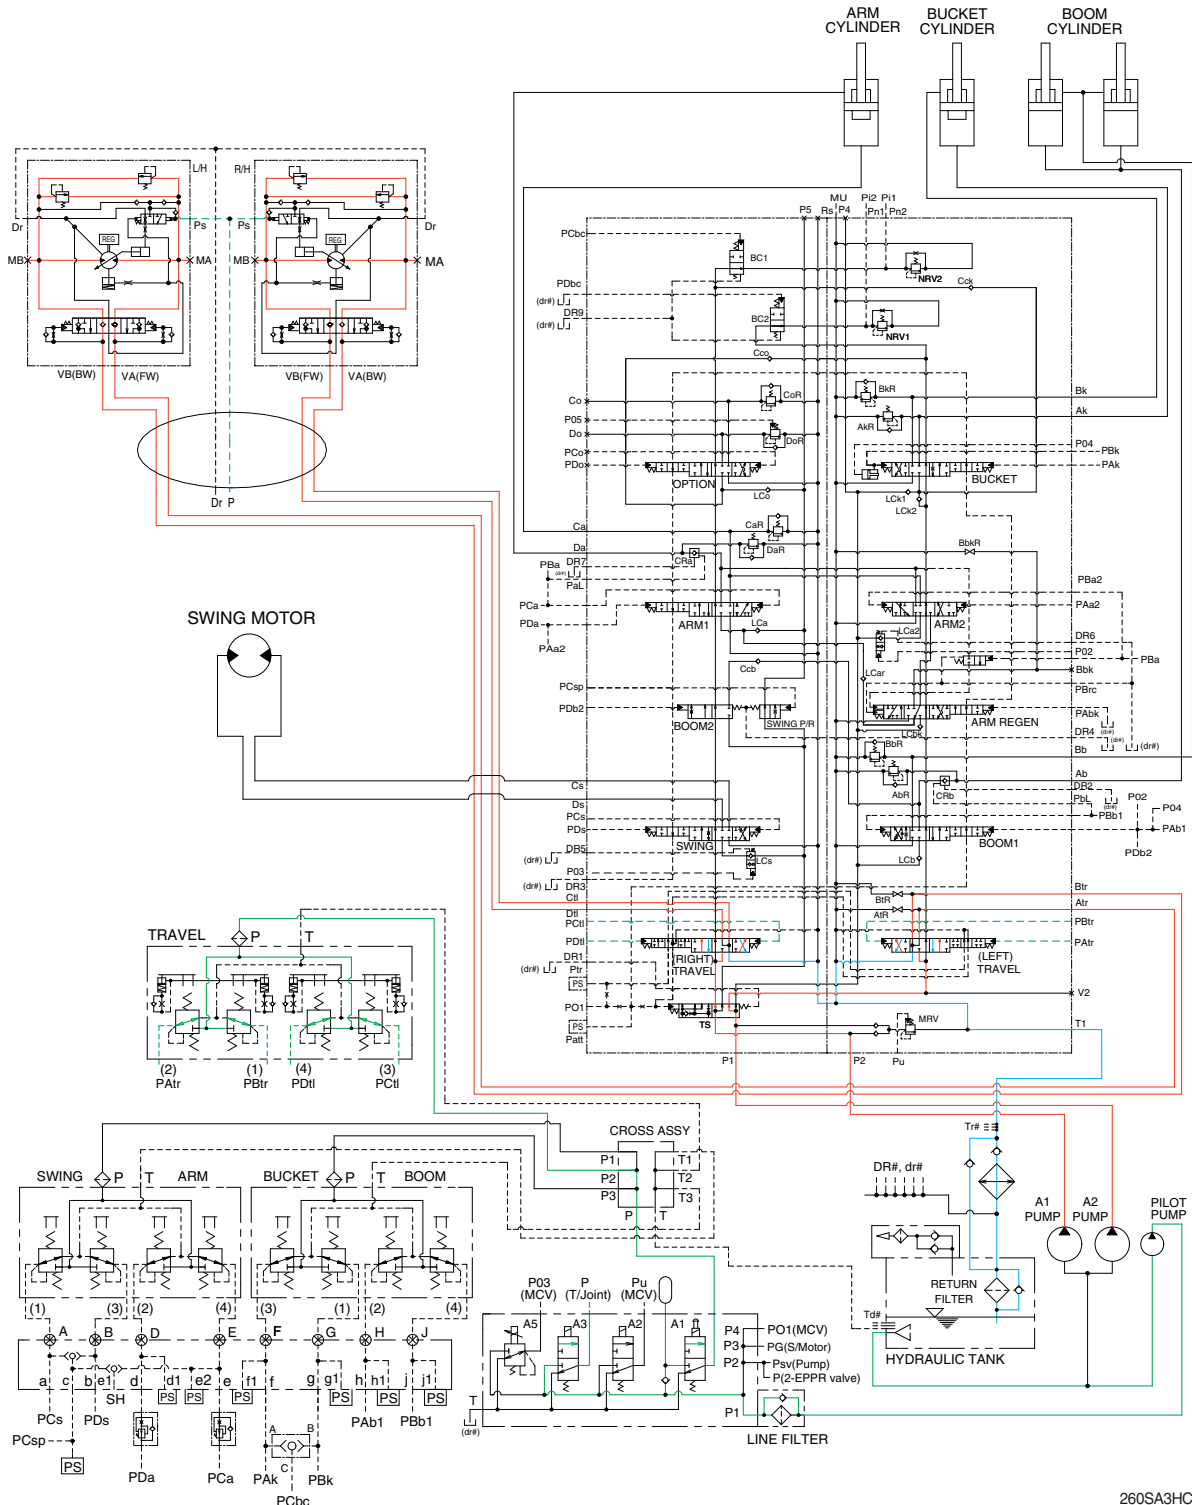 ARM
CYLINDER
BUCKET
CYLINDER
BOOM
CYLINDER
L/H
R/H
REG
REG
Dr
Ps
Ps
Dr
MB
MA
MB
MA
VB(BW)
VA(FW)
VB(FW)
VA(BW)
Dr P
P5
Rs
MU
P4
Pi2
Pi1
Pn1
Pn2
PCbc
BC1
NRV2
Cck
PDbc
(dr#)
DR9
(dr#)
BC2
NRV1
Cco
Co
CoR
BkR
Bk
P05
AkR
Ak
Do
DoR
P04
PCo
PBk
PDo
PAk
OPTION
BUCKET
LCo
LCk1
LCk2
Ca
CaR
DaR
BbkR
Da
DR7
PBa
(dr#)
CRa
PaL
PBa2
PCa
PAa2
PDa
ARM1
ARM2
PAa2
LCa
LCa2
DR6
P02
PBa
Ccb
LCar
Bbk
PCsp
PBrc
PDb2
PAbk
BOOM2
SWING P/R
ARM REGEN
(dr#)
LCbk
DR4
(dr#)
(dr#)
BbR
Bb
Ab
AbR
CRb
DR2
PbL
(dr#)
P02
P04
PBb1
PAb1
PDb2
Cs
Ds
PCs
PDs
SWING
BOOM1
DR5
(dr#)
LCs
LCb
P03
(dr#)
DR3
Ctl
Btr
BtR
Atr
AtR
Dtl
PCtl
PBtr
PDtl
PAtr
(RIGHT)
TRAVEL
(LEFT)
TRAVEL
DR1
(dr#)
Ptr
PS
PO1
TS
PS
Patt
V2
MRV
T1
P1
P2
Pu
SWING MOTOR
TRAVEL
P
T
(2)
(1)
(4)
(3)
PAtr
PBtr
PDtl
PCtl
CROSS ASSY
P1
P2
P3
P
T
T1
T2
T3
SWING
P
T
ARM
BUCKET
P
T
BOOM
(1)
(3)
(2)
(4)
(3)
(1)
(2)
(4)
A
B
D
E
F
G
H
J
a
c
b
e1
d
d1
e2
e
f1
f
g
g1
h
h1
j
j1
SH
PS
PS
PS
PS
PS
PS
PCs
PDs
PCsp
PS
PDa
PCa
PAk
PBk
A
B
C
PCbc
PAb1
PBb1
P03
(MCV)
P
(T/Joint)
Pu
(MCV)
A5
A3
A2
A1
P4
PO1(MCV)
P3
PG(S/Motor)
P2
Psv(Pump)
P(2-EPPR valve)
T
(dr#)
P1
LINE FILTER
Tr#
DR#, dr#
A1
PUMP
A2
PUMP
PILOT
PUMP
RETURN
FILTER
Td#
HYDRAULIC TANK
260SA3HC